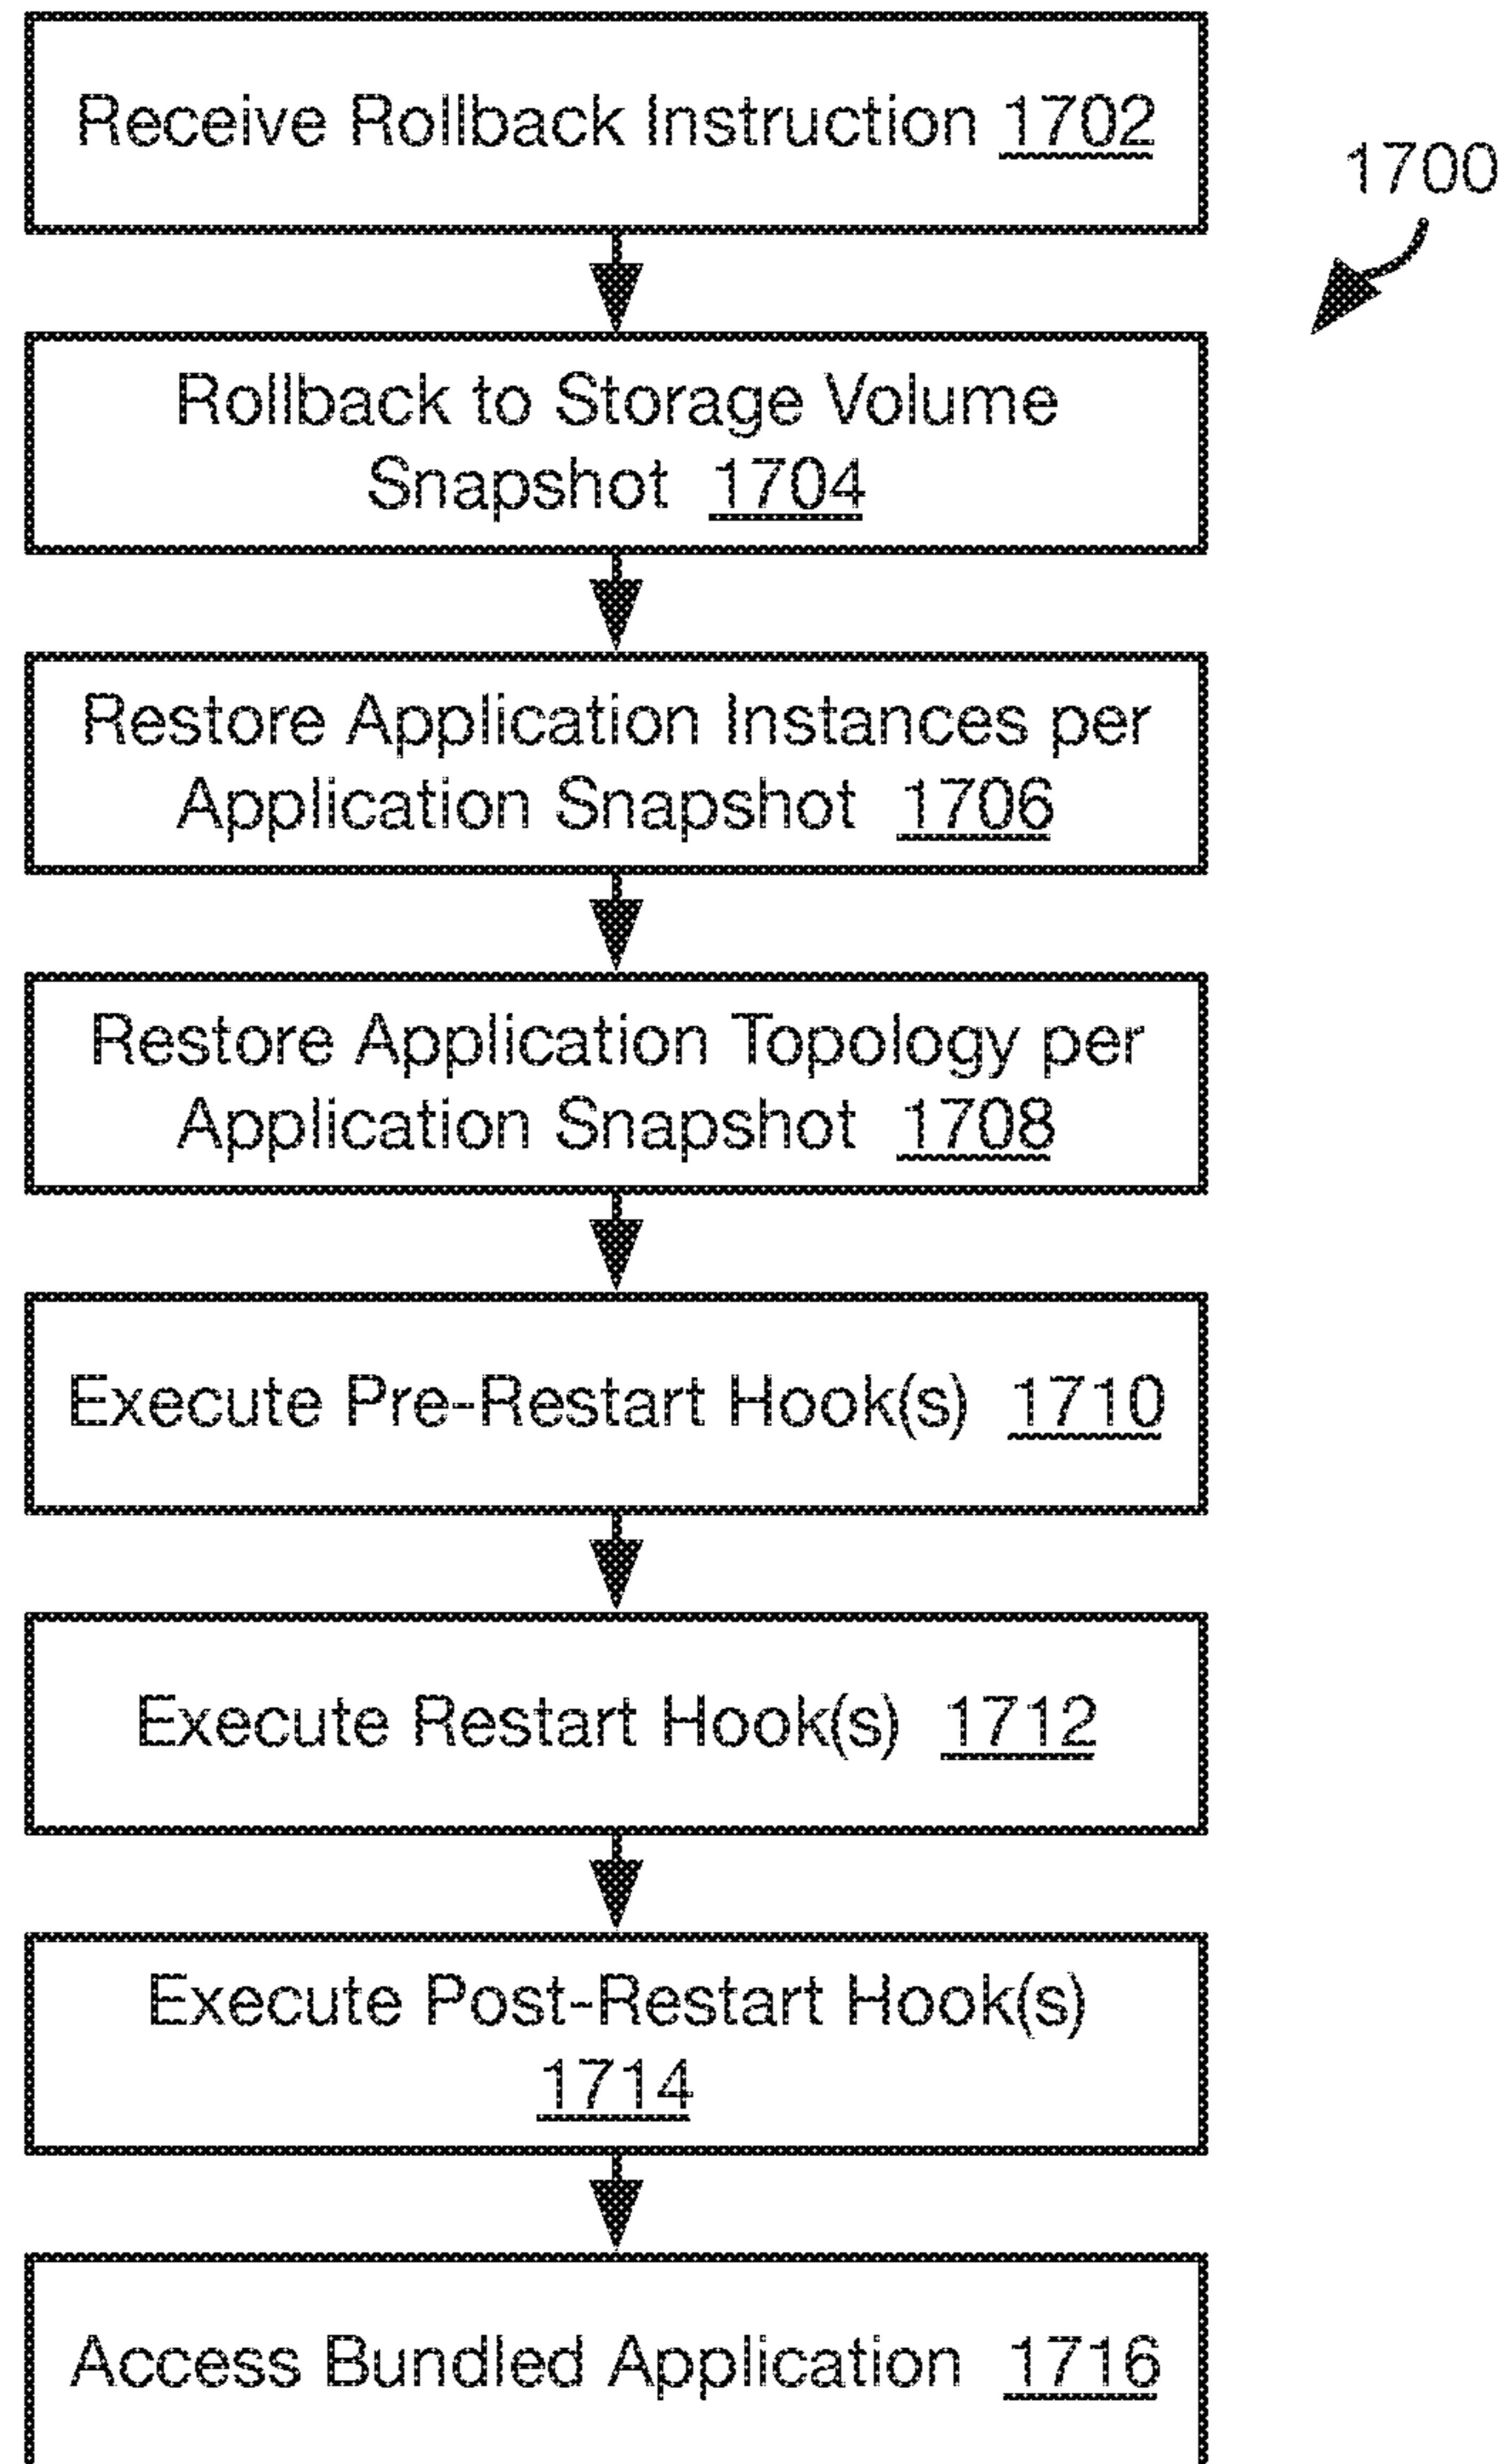 Receive Rollback Instruction 1702
1700
Rollback to Storage Volume
Snapshot 1704
Restore Application Instances per
Application Snapshot 1706
Restore Application Topology per
Application Snapshot 1708
Execute Pre-Restart Hook(s) 1710
Execute Restart Hook(s) 1712
Execute Post-Restart Hook(s)
1714
Access Bundled Application 1716